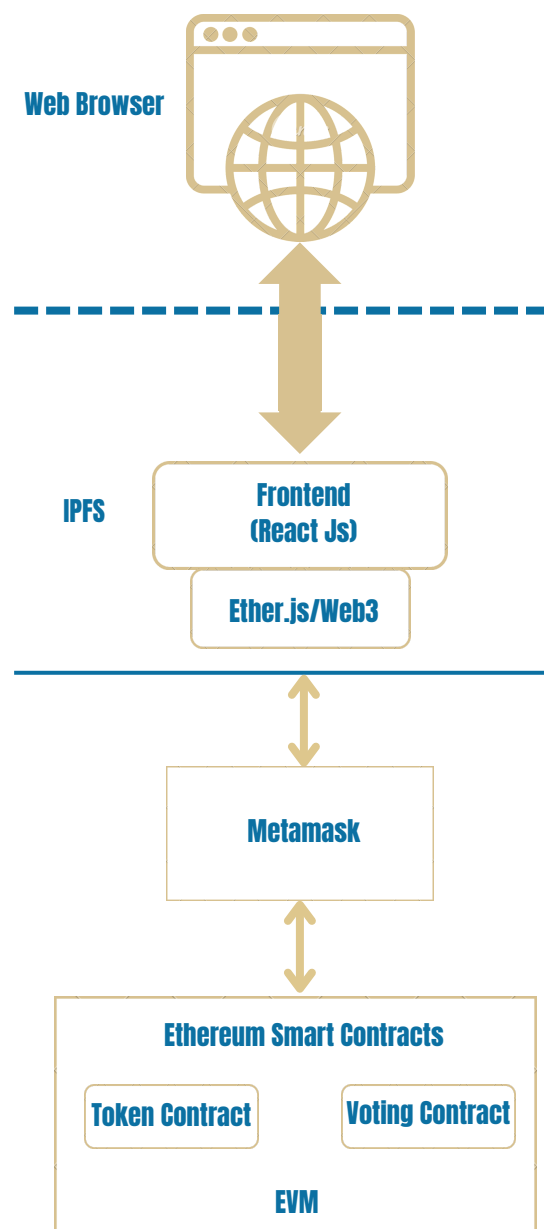 Web Browser
IPFS
Frontend
(React Js)
Ether.js/Web3
Metamask
Ethereum Smart Contracts
Token Contract
Voting Contract
EVM